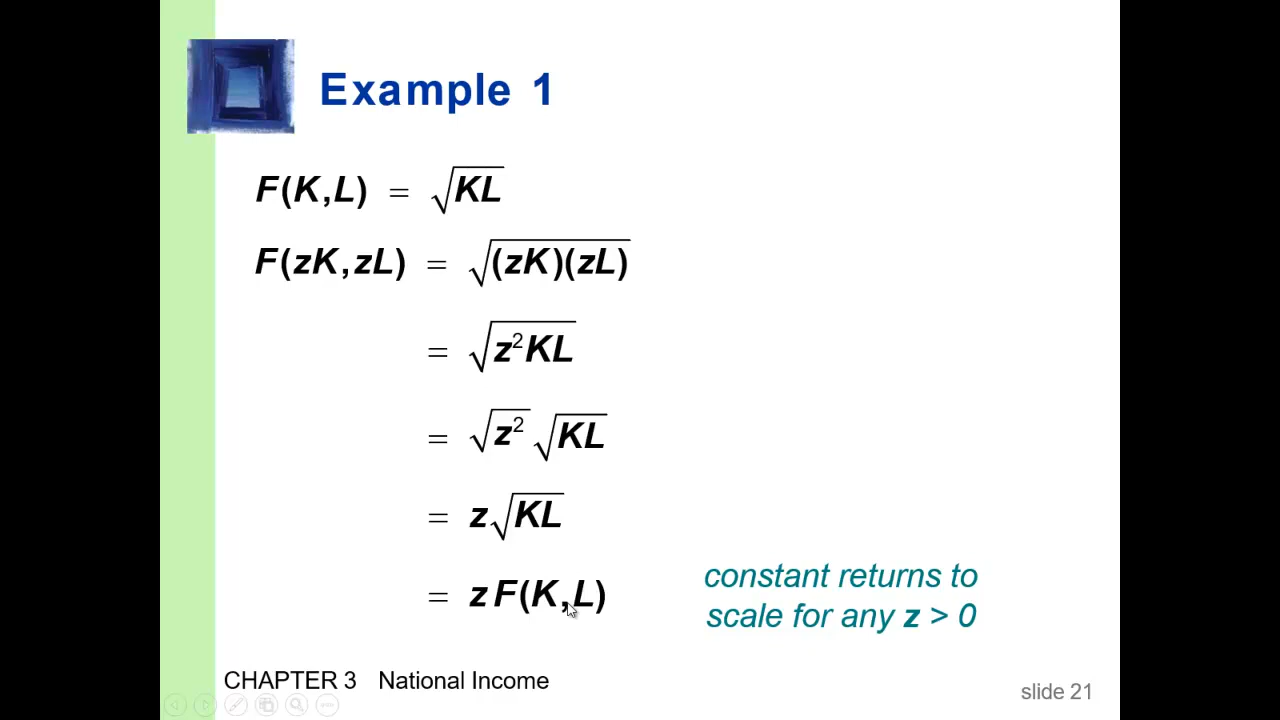 Example 1
F(K,L) = √KL
F(zK,zL) = √(zK)(zL)
= √z²KL
= √z² √KL
= z√KL
= z F(K,L)
constant returns to
scale for any z > 0
CHAPTER 3 National Income
slide 21